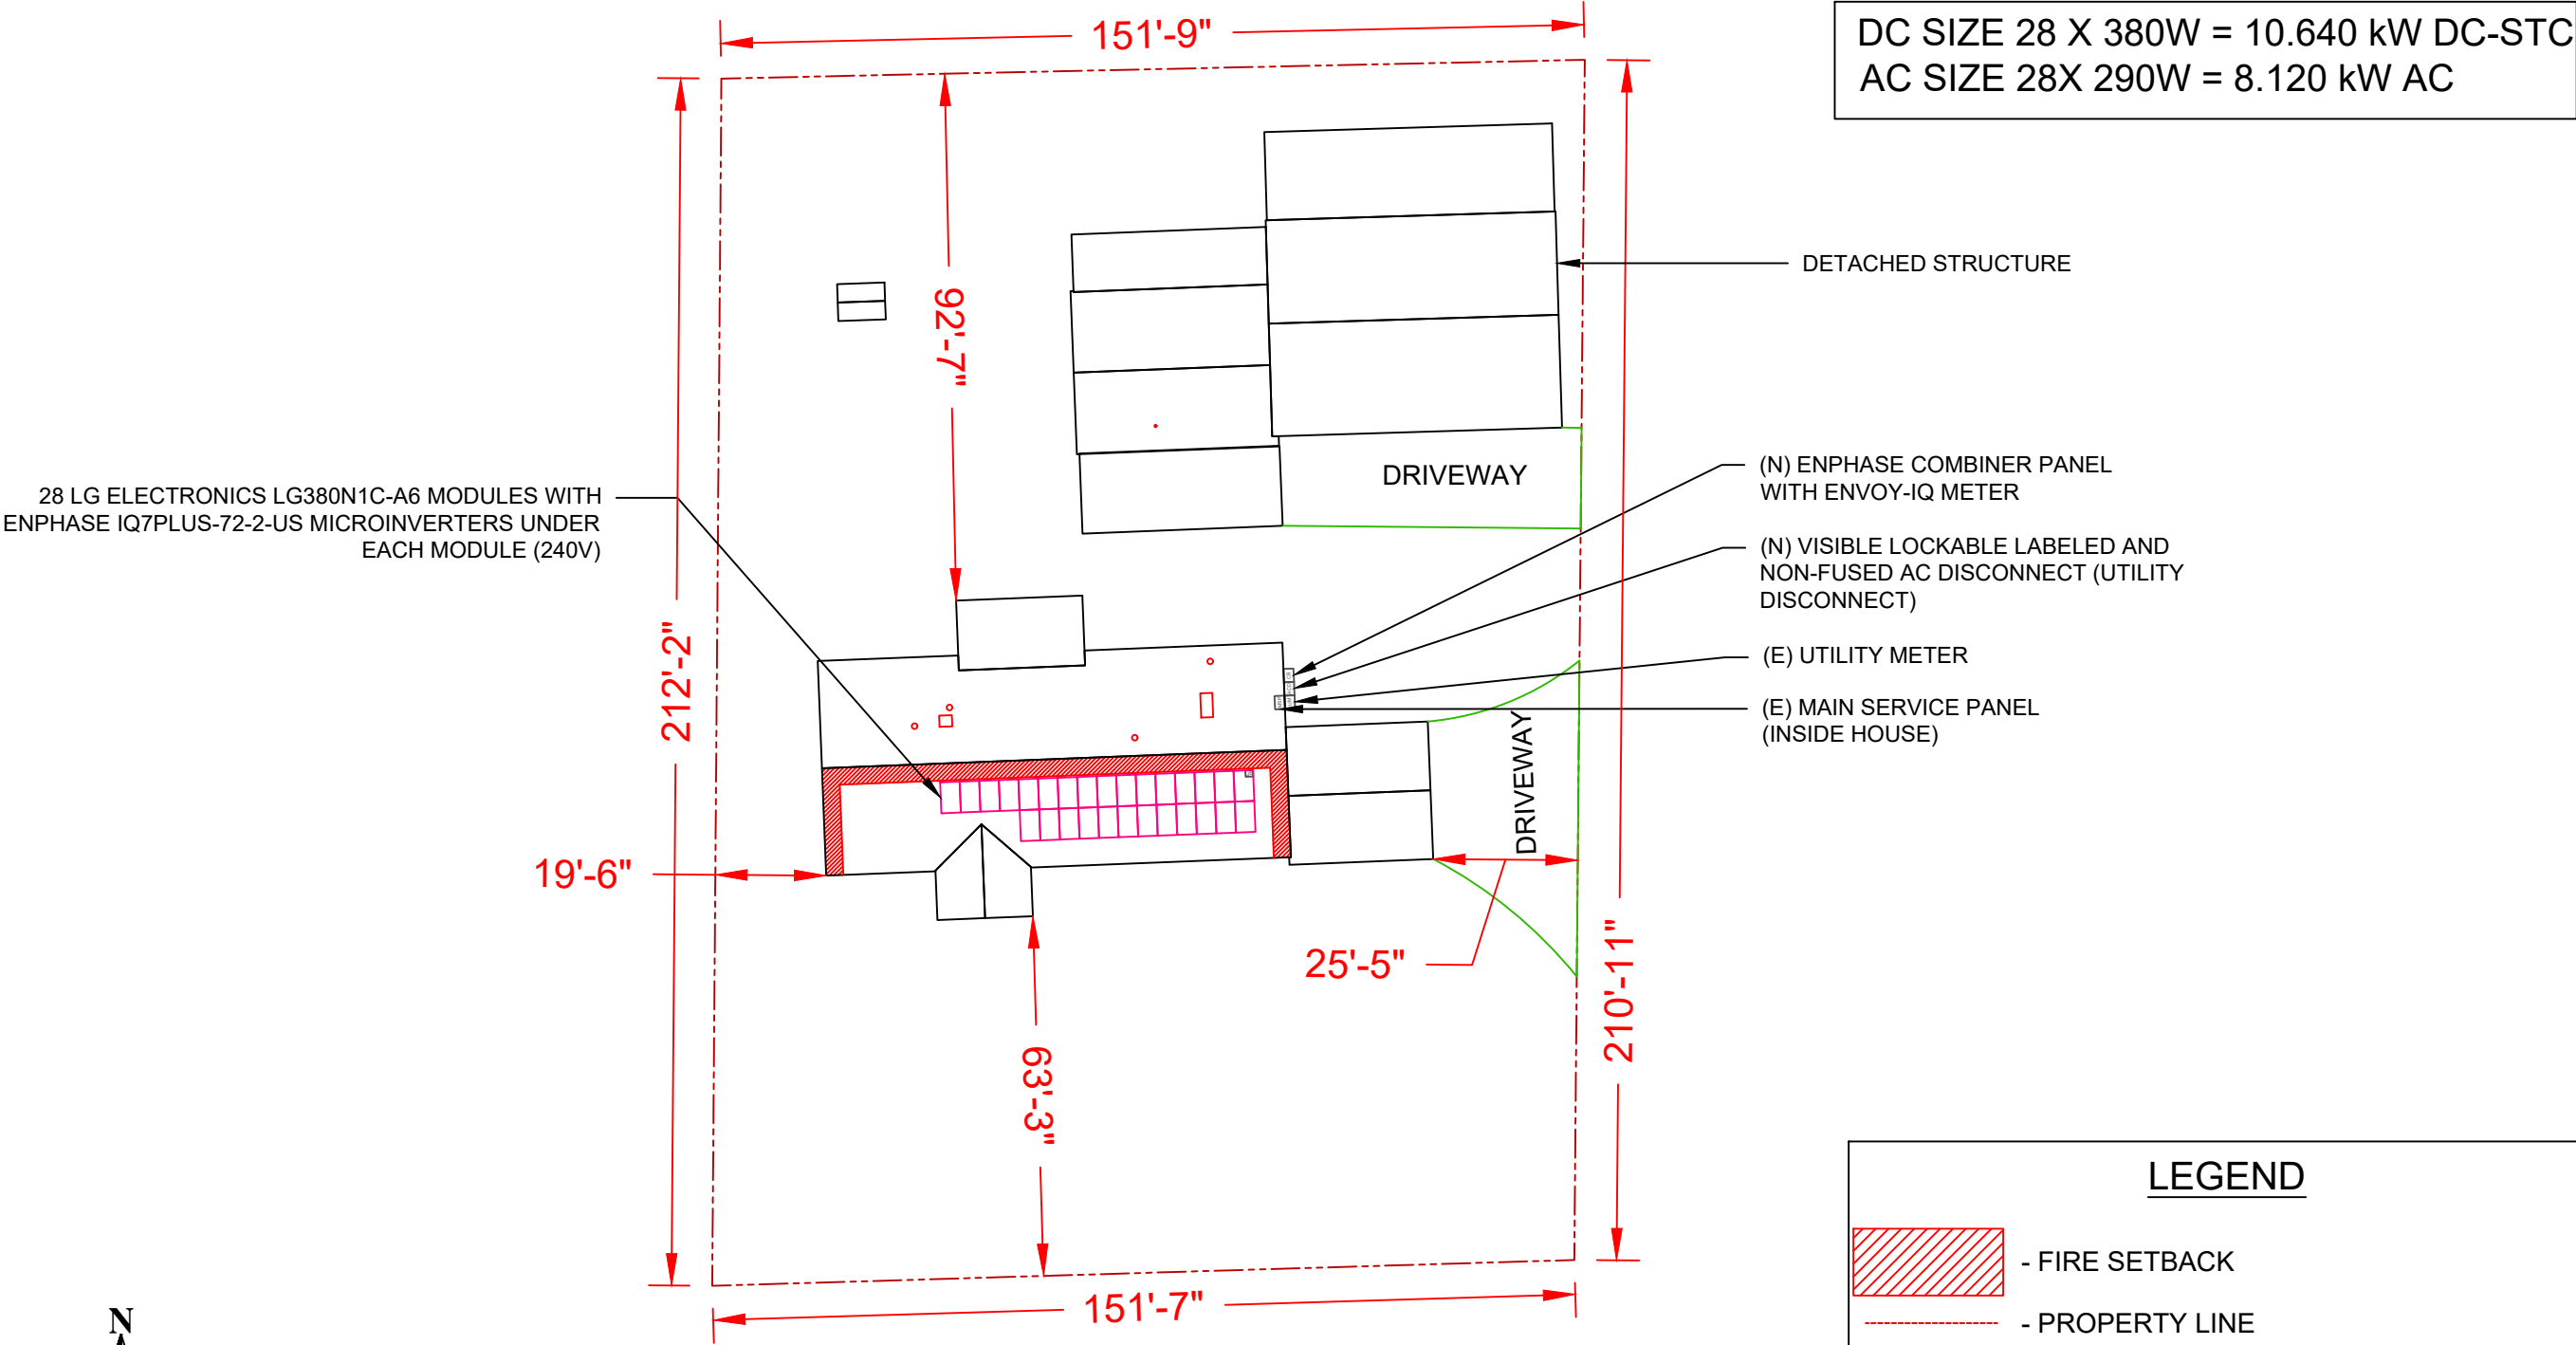 151'-9"
DC SIZE 28 X 380W = 10.640 kW DC-STC
AC SIZE 28X 290W = 8.120 kW AC
DETACHED STRUCTURE
92'-7"
DRIVEWAY
(N) ENPHASE COMBINER PANEL
WITH ENVOY-IQ METER
28 LG ELECTRONICS LG380N1C-A6 MODULES WITH
ENPHASE IQ7PLUS-72-2-US MICROINVERTERS UNDER
EACH MODULE (240V)
(N) VISIBLE LOCKABLE LABELED AND
NON-FUSED AC DISCONNECT (UTILITY
DISCONNECT)
(E) UTILITY METER
(E) MAIN SERVICE PANEL
(INSIDE HOUSE)
212'-2"
DRIVEWAY
19'-6"
25'-5"
210'-11"
63'-3"
151'-7"
LEGEND
- FIRE SETBACK
- PROPERTY LINE
N